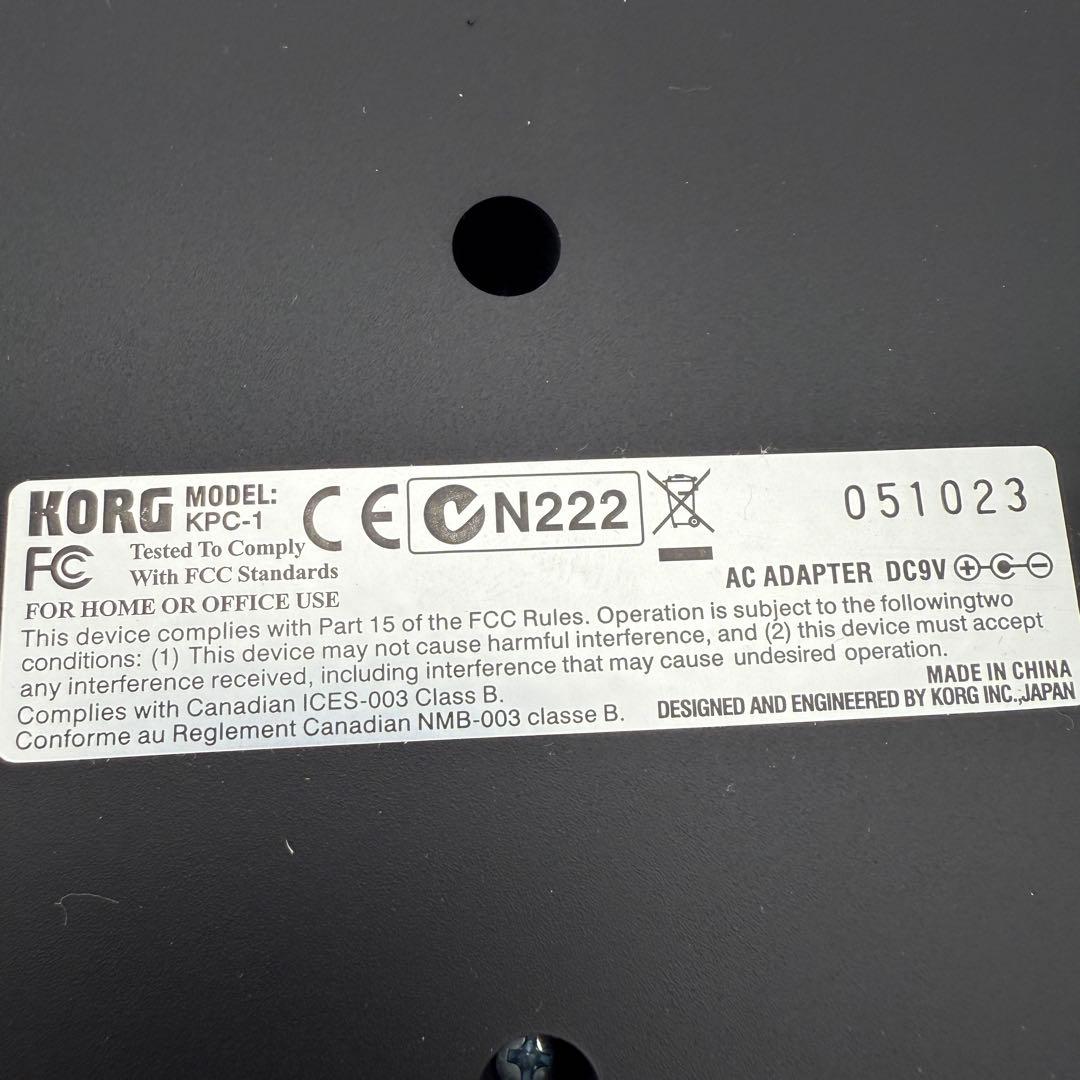 KORG MODEL: KPC-1
CE N222
051023
FC Tested To Comply
With FCC Standards
AC ADAPTER DC9V
FOR HOME OR OFFICE USE
This device complies with Part 15 of the FCC Rules. Operation is subject to the followingtwo
conditions: (1) This device may not cause harmful interference, and (2) this device must accept
any interference received, including interference that may cause undesired operation.
Complies with Canadian ICES-003 Class B.
Conforme au Reglement Canadian NMB-003 classe B.
MADE IN CHINA
DESIGNED AND ENGINEERED BY KORG INC.,JAPAN